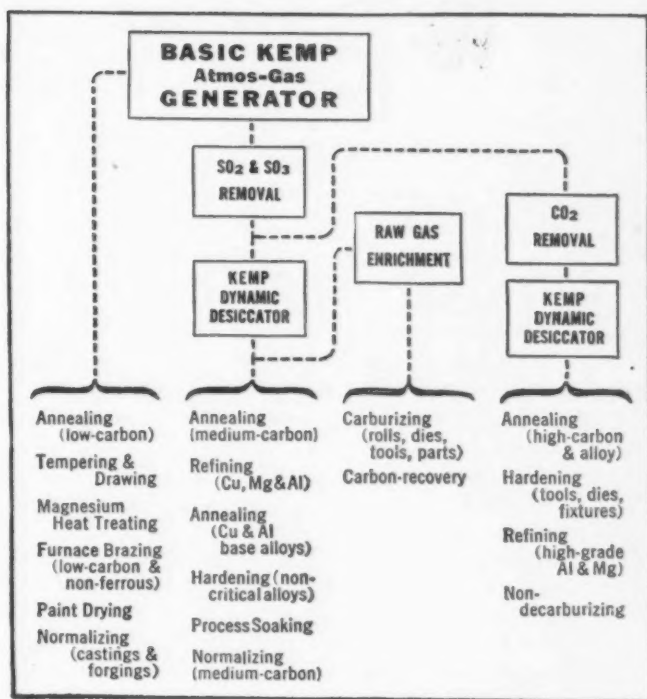 BASIC KEMP
Atmos-Gas
GENERATOR
SO2 & SO3
REMOVAL
KEMP
DYNAMIC
DESICCATOR
RAW GAS
ENRICHMENT
CO2
REMOVAL
KEMP
DYNAMIC
DESICCATOR
Annealing
(low-carbon)
Tempering &
Drawing
Magnesium
Heat Treating
Furnace Brazing
(low-carbon &
non-ferrous)
Paint Drying
Normalizing
(castings &
forgings)
Annealing
(medium-carbon)
Refining
(Cu, Mg & Al)
Annealing
(Cu & Al
base alloys)
Hardening (non-
critical alloys)
Process Soaking
Normalizing
(medium-carbon)
Carburizing
(rolls, dies,
tools, parts)
Carbon-recovery
Annealing
(high-carbon
& alloy)
Hardening
(tools, dies,
fixtures)
Refining
(high-grade
Al & Mg)
Non-
decarburizing